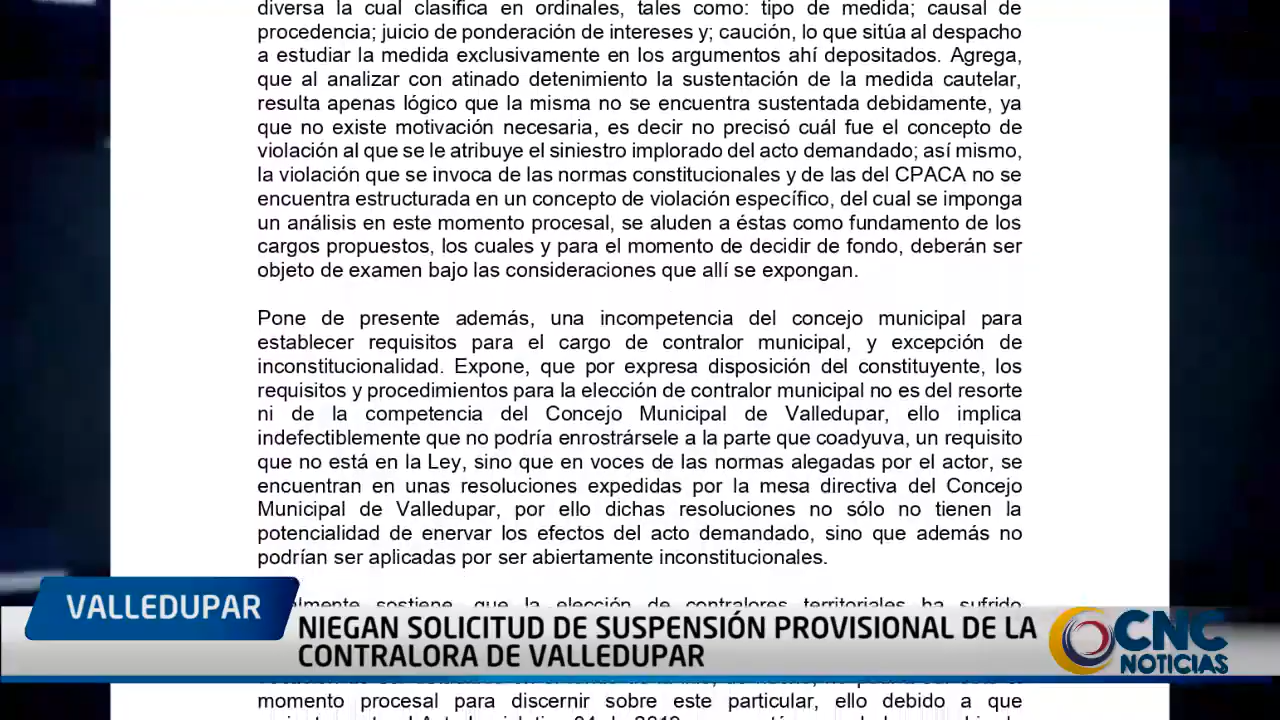 diversa la cual clasifica en ordinales, tales como: tipo de medida; causal de
procedencia; juicio de ponderación de intereses y; caución, lo que sitúa al despacho
a estudiar la medida exclusivamente en los argumentos ahí depositados. Agrega,
que al analizar con atinado detenimiento la sustentación de la medida cautelar,
resulta apenas lógico que la misma no se encuentra sustentada debidamente, ya
que no existe motivación necesaria, es decir no precisó cuál fue el concepto de
violación al que se le atribuye el siniestro implorado del acto demandado; así mismo,
la violación que se invoca de las normas constitucionales y de las del CPACA no se
encuentra estructurada en un concepto de violación específico, del cual se imponga
un análisis en este momento procesal, se aluden a éstas como fundamento de los
cargos propuestos, los cuales y para el momento de decidir de fondo, deberán ser
objeto de examen bajo las consideraciones que allí se expongan.
Pone de presente además, una incompetencia del concejo municipal para
establecer requisitos para el cargo de contralor municipal, y excepción de
inconstitucionalidad. Expone, que por expresa disposición del constituyente, los
requisitos y procedimientos para la elección de contralor municipal no es del resorte
ni de la competencia del Concejo Municipal de Valledupar, ello implica
indefectiblemente que no podría enrostrársele a la parte que coadyuva, un requisito
que no está en la Ley, sino que en voces de las normas alegadas por el actor, se
encuentran en unas resoluciones expedidas por la mesa directiva del Concejo
Municipal de Valledupar, por ello dichas resoluciones no sólo no tienen la
potencialidad de enervar los efectos del acto demandado, sino que además no
podrían ser aplicadas por ser abiertamente inconstitucionales.
sostiene, que la elección de contralores territoriales ha sufrido
VALLEDUPAR
NIEGAN SOLICITUD DE SUSPENSIÓN PROVISIONAL DE LA
CONTRALORA DE VALLEDUPAR
CNC
NOTICIAS
momento procesal para discernir sobre este particular, ello debido a que